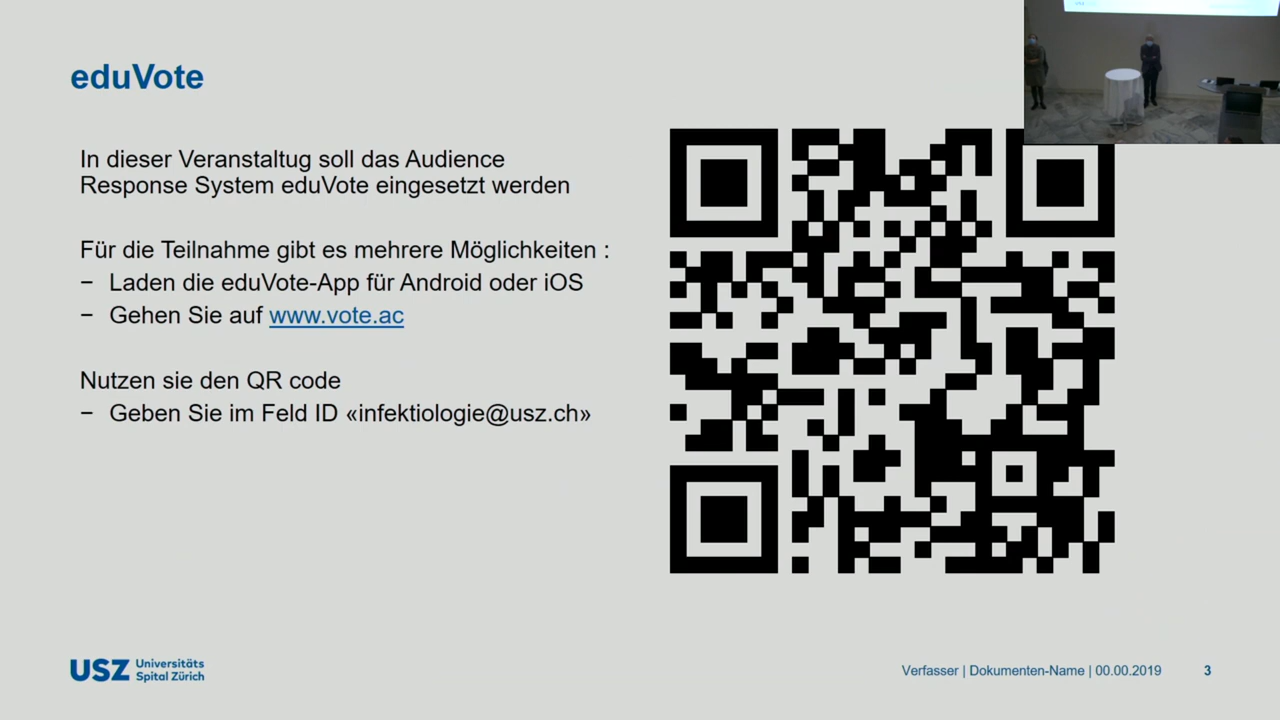 eduVote
In dieser Veranstaltug soll das Audience
Response System eduVote eingesetzt werden
Für die Teilnahme gibt es mehrere Möglichkeiten :
− Laden die eduVote-App für Android oder iOS
− Gehen Sie auf www.vote.ac
Nutzen sie den QR code
− Geben Sie im Feld ID «infektiologie@usz.ch»
USZ Universitäts
Spital Zürich
Verfasser | Dokumenten-Name | 00.00.2019 3